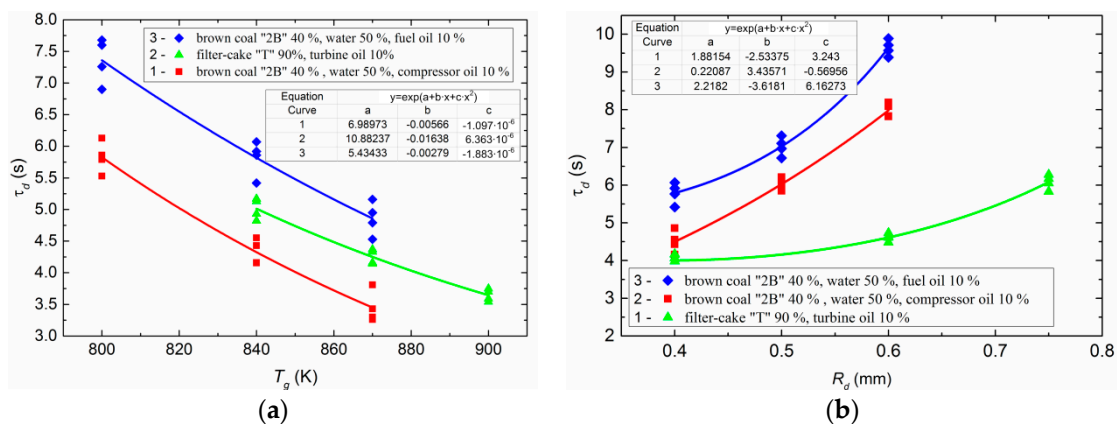 3 - brown coal "2B" 40 %, water 50 %, fuel oil 10 %
2 - filter-cake "T" 90%, turbine oil 10%
1 - brown coal "2B" 40 % , water 50 %, compressor oil 10 %
Equation y=exp(a+b·x+c·x²)
Curve a b c
1 6.98973 -0.00566 -1.097·10⁻⁶
2 10.88237 -0.01638 6.363·10⁻⁶
3 5.43433 -0.00279 -1.883·10⁻⁶
8.0
7.5
7.0
6.5
6.0
5.5
5.0
4.5
4.0
3.5
3.0
τd (s)
800 820 840 860 880 900
Tg (K)
(a)
Equation y=exp(a+b·x+c·x²)
Curve a b c
1 1.88154 -2.53375 3.243
2 0.22087 3.43571 -0.56956
3 2.2182 -3.6181 6.16273
10
9
8
7
6
5
4
3
2
τd (s)
3 - brown coal "2B" 40 %, water 50 %, fuel oil 10 %
2 - brown coal "2B" 40 % , water 50 %, compressor oil 10 %
1 - filter-cake "T" 90 %, turbine oil 10 %
0.4 0.5 0.6 0.7 0.8
Rd (mm)
(b)